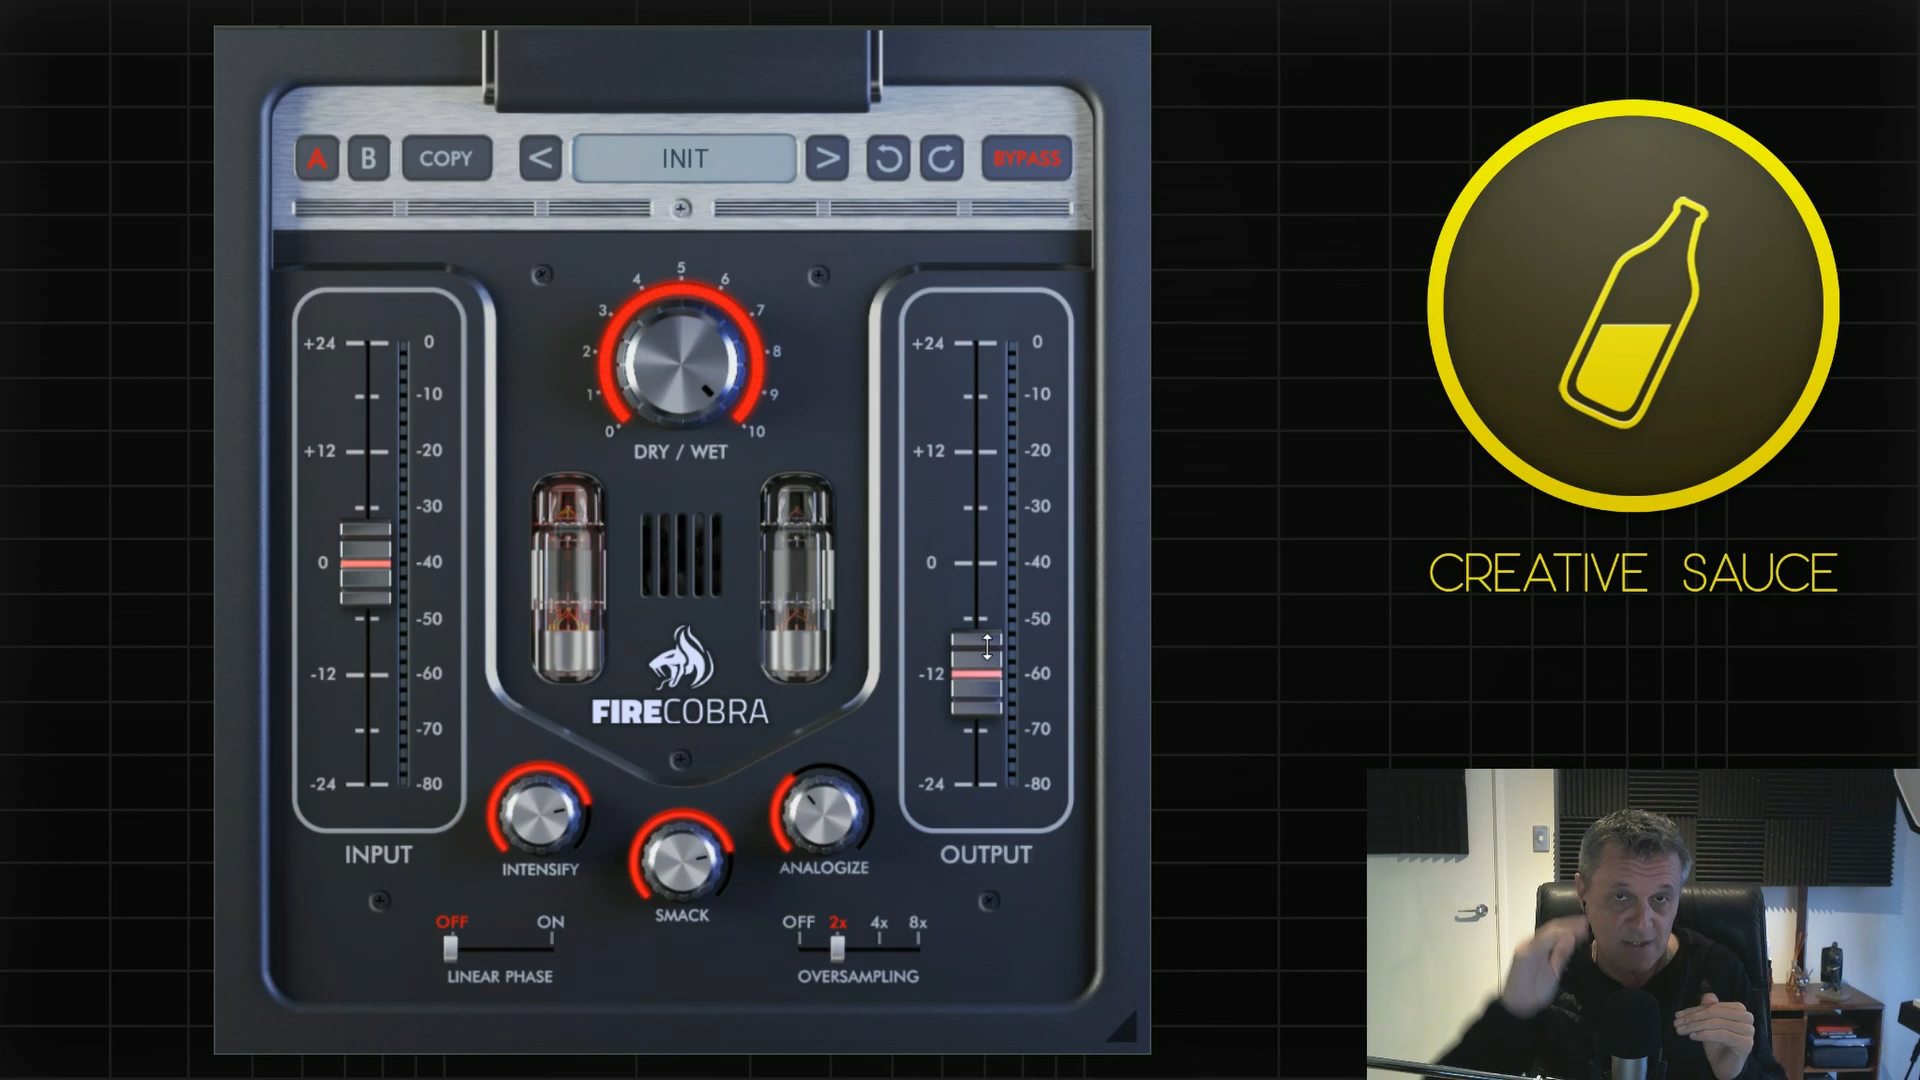 A B COPY < INIT > BYPASS
0 1 2 3 4 5 6 7 8 9 10
DRY / WET
+24 +12 0 -12 -24
0 -10 -20 -30 -40 -50 -60 -70 -80
INPUT
FIRECOBRA
+24 +12 0 -12 -24
0 -10 -20 -30 -40 -50 -60 -70 -80
OUTPUT
INTENSIFY
SMACK
ANALOGIZE
OFF ON
LINEAR PHASE
OFF 2x 4x 8x
OVERSAMPLING
CREATIVE SAUCE